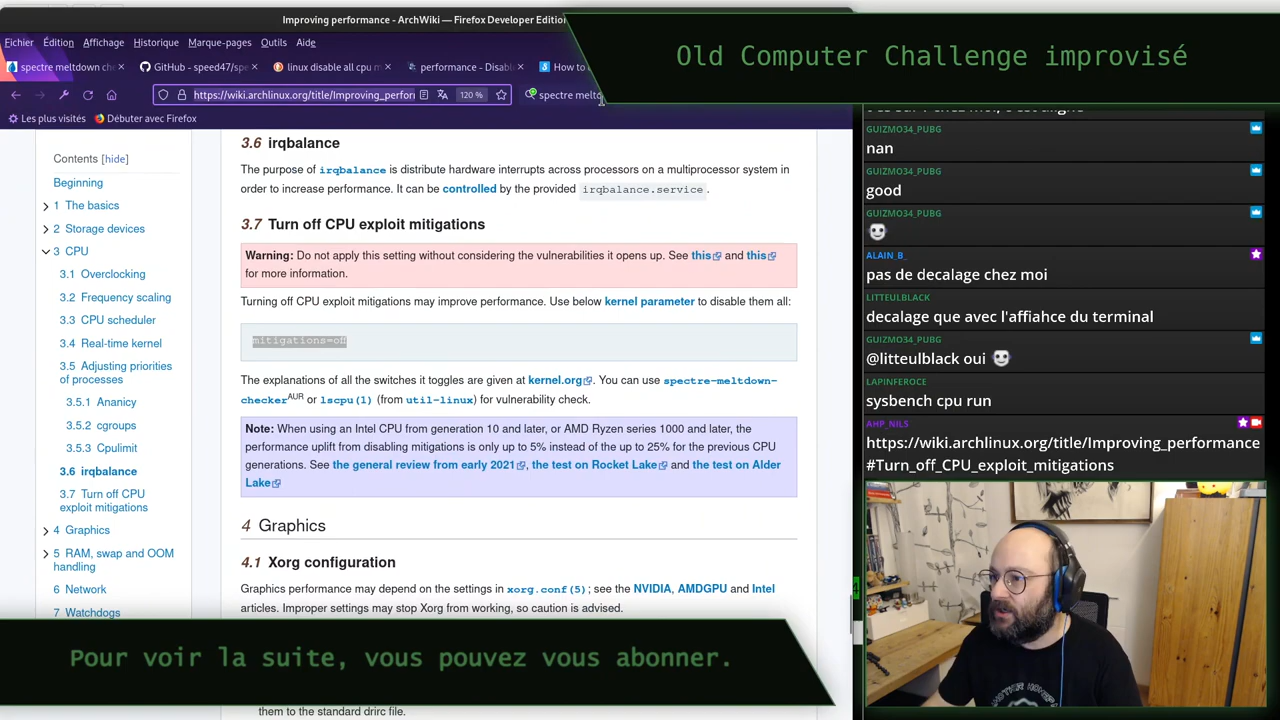 Improving performance - ArchWiki — Firefox Developer Edition
Old Computer Challenge improvisé
Fichier Édition Affichage Historique Marque-pages Outils Aide
spectre meltdown ch
GitHub - speed47/spe
linux disable all cpu m
performance - Disab
How to
https://wiki.archlinux.org/title/Improving_perfor
120 %
spectre meltdo
Les plus visités Débuter avec Firefox
Contents [hide]
Beginning
1 The basics
2 Storage devices
3 CPU
3.1 Overclocking
3.2 Frequency scaling
3.3 CPU scheduler
3.4 Real-time kernel
3.5 Adjusting priorities
of processes
3.5.1 Ananicy
3.5.2 cgroups
3.5.3 Cpulimit
3.6 irqbalance
3.7 Turn off CPU
exploit mitigations
4 Graphics
5 RAM, swap and OOM
handling
6 Network
7 Watchdogs
3.6 irqbalance
The purpose of irqbalance is distribute hardware interrupts across processors on a multiprocessor system in
order to increase performance. It can be controlled by the provided irqbalance.service.
3.7 Turn off CPU exploit mitigations
Warning: Do not apply this setting without considering the vulnerabilities it opens up. See this and this
for more information.
Turning off CPU exploit mitigations may improve performance. Use below kernel parameter to disable them all:
mitigations=off
The explanations of all the switches it toggles are given at kernel.org. You can use spectre-meltdown-
checkerAUR or lscpu(1) (from util-linux) for vulnerability check.
Note: When using an Intel CPU from generation 10 and later, or AMD Ryzen series 1000 and later, the
performance uplift from disabling mitigations is only up to 5% instead of the up to 25% for the previous CPU
generations. See the general review from early 2021, the test on Rocket Lake and the test on Alder
Lake
4 Graphics
4.1 Xorg configuration
Graphics performance may depend on the settings in xorg.conf(5); see the NVIDIA, AMDGPU and Intel
articles. Improper settings may stop Xorg from working, so caution is advised.
them to the standard drirc file.
GUIZMO34_PUBG
nan
GUIZMO34_PUBG
good
GUIZMO34_PUBG
ALAIN_B_
pas de decalage chez moi
LITTEULBLACK
decalage que avec l'affiahce du terminal
GUIZMO34_PUBG
@litteulblack oui
LAPINFEROCE
sysbench cpu run
AHP_NILS
https://wiki.archlinux.org/title/Improving_performance
#Turn_off_CPU_exploit_mitigations
Pour voir la suite, vous pouvez vous abonner.